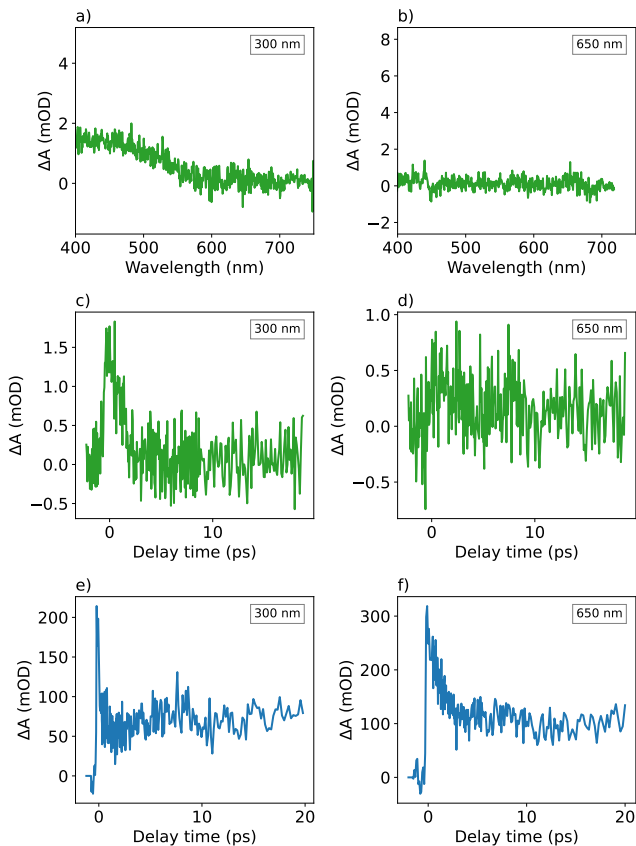 a)
300 nm
ΔA (mOD)
4
2
0
400 500 600 700
Wavelength (nm)
b)
650 nm
ΔA (mOD)
8
6
4
2
0
−2
400 500 600 700
Wavelength (nm)
c)
300 nm
ΔA (mOD)
1.5
1.0
0.5
0.0
−0.5
0 10
Delay time (ps)
d)
650 nm
ΔA (mOD)
1.0
0.5
0.0
−0.5
0 10
Delay time (ps)
e)
300 nm
ΔA (mOD)
200
150
100
50
0
0 10 20
Delay time (ps)
f)
650 nm
ΔA (mOD)
300
200
100
0
0 10 20
Delay time (ps)